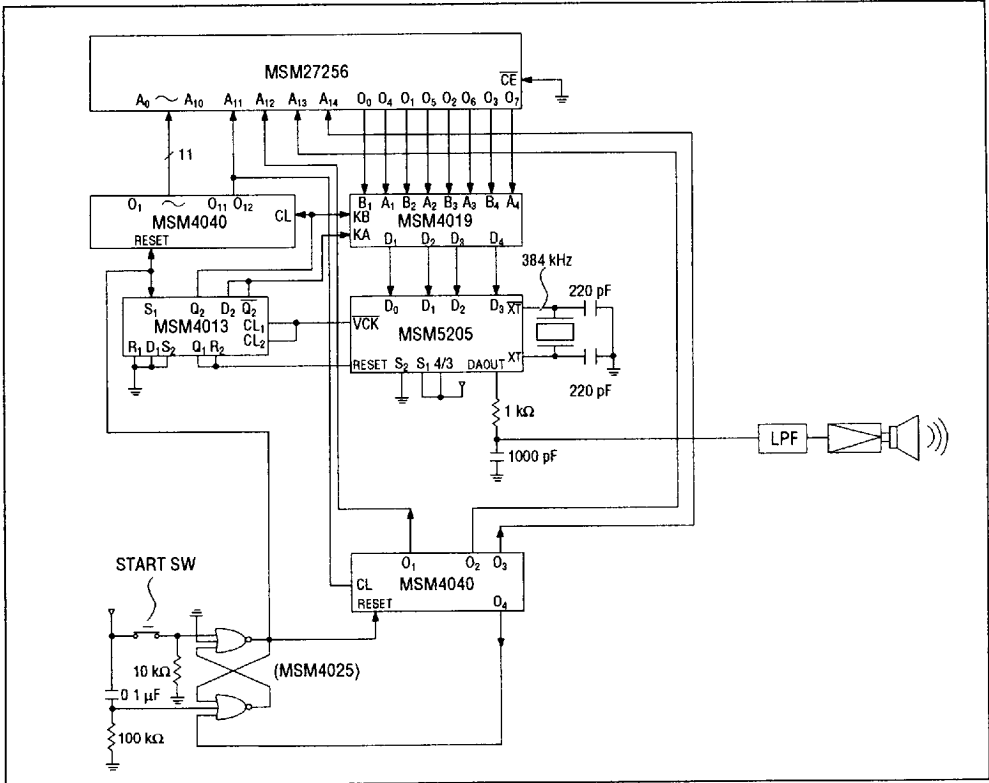 MSM27256
CE
A0 ~ A10 A11 A12 A13 A14 O0 O4 O1 O5 O2 O6 O3 O7
11
O1 ~ O11 O12
CL
MSM4040
RESET
B1 A1 B2 A2 B3 A3 B4 A4
KB
MSM4019
KA
D1 D2 D3 D4
384 kHz
220 pF
S1 Q2 D2 Q2
MSM4013
CL1
CL2
R1 D1 S2 Q1 R2
D0 D1 D2 D3 XT
VCK
MSM5205
XT
RESET S2 S1 4/3 DAOUT
220 pF
1 kΩ
1000 pF
LPF
START SW
O1 O2 O3
MSM4040
CL
RESET
O4
10 kΩ
(MSM4025)
0 1 μF
100 kΩ